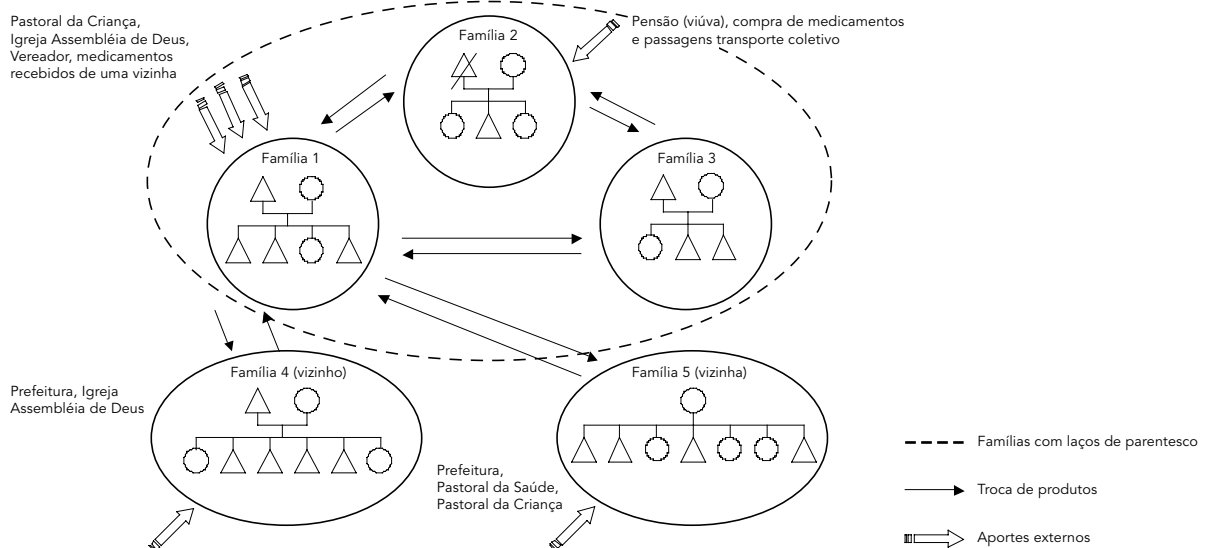 Pastoral da Criança,
Igreja Assembléia de Deus,
Vereador, medicamentos
recebidos de uma vizinha
Pensão (viúva), compra de medicamentos
e passagens transporte coletivo
Família 2
Família 1
Família 3
Família 4 (vizinho)
Família 5 (vizinha)
Prefeitura, Igreja
Assembléia de Deus
Prefeitura,
Pastoral da Saúde,
Pastoral da Criança
Famílias com laços de parentesco
Troca de produtos
Aportes externos